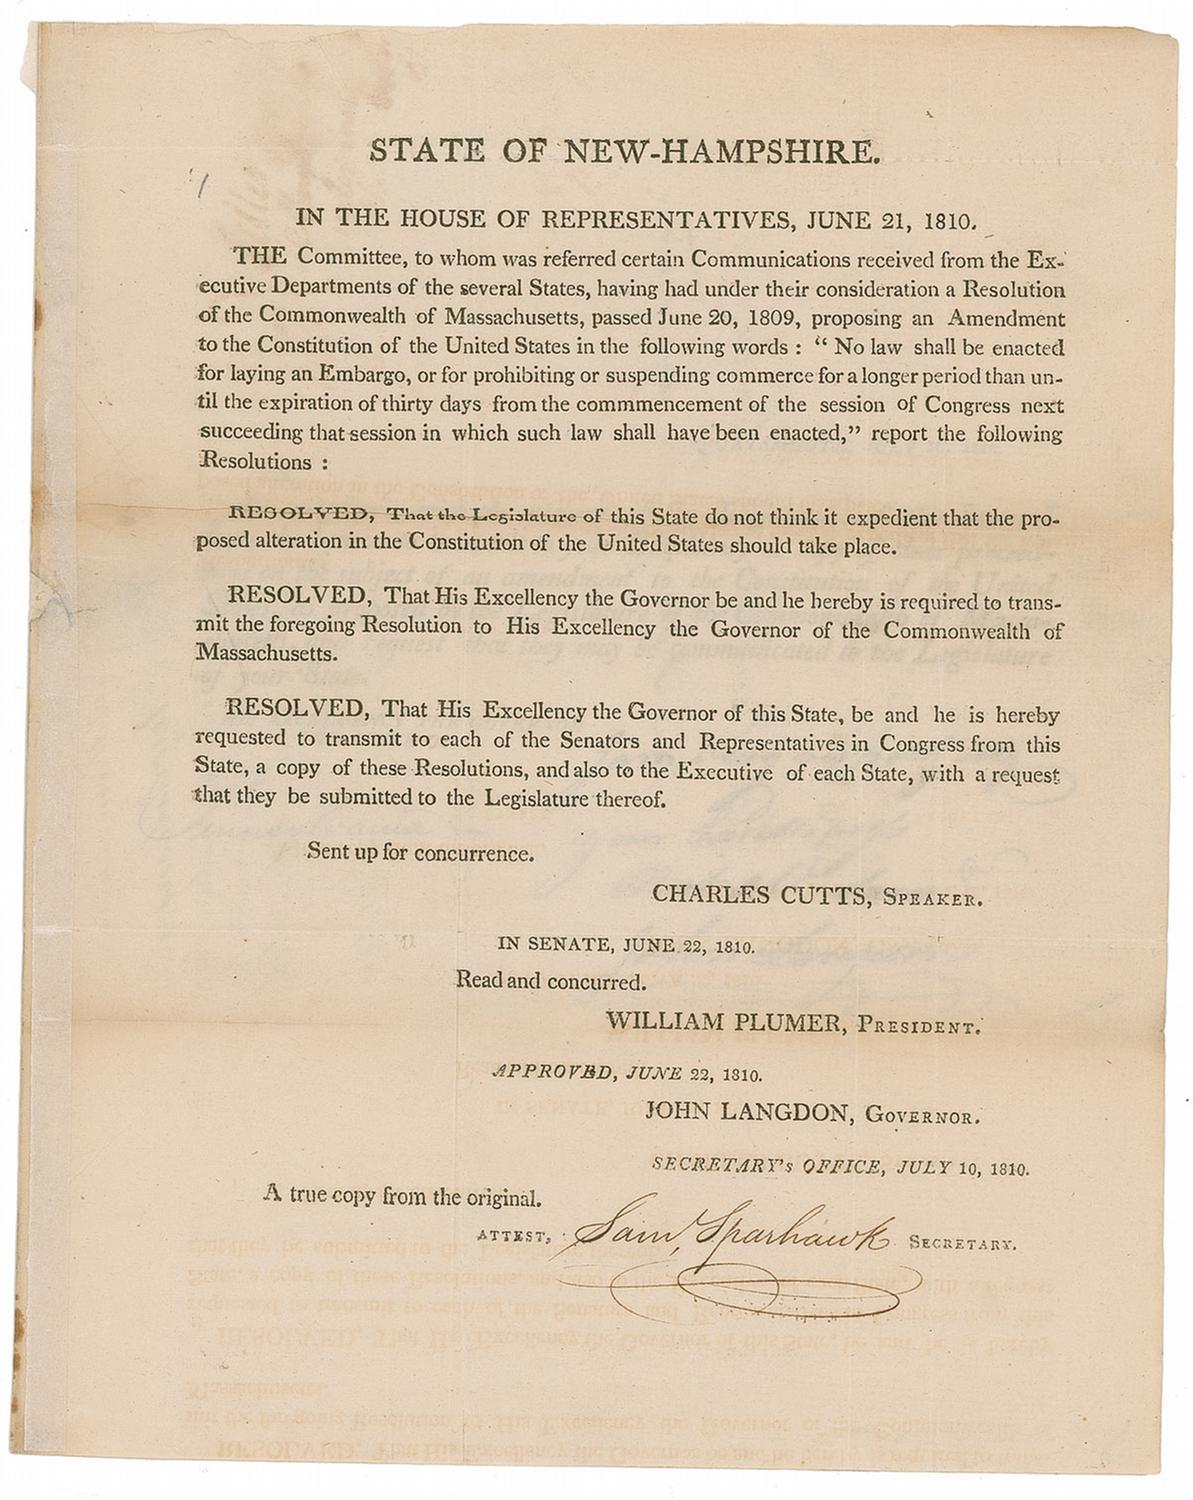 STATE OF NEW-HAMPSHIRE.
IN THE HOUSE OF REPRESENTATIVES, JUNE 21, 1810.
THE Committee, to whom was referred certain Communications received from the Ex-
ecutive Departments of the several States, having had under their consideration a Resolution
of the Commonwealth of Massachusetts, passed June 20, 1809, proposing an Amendment
to the Constitution of the United States in the following words : “ No law shall be enacted
for laying an Embargo, or for prohibiting or suspending commerce for a longer period than un-
til the expiration of thirty days from the commmencement of the session of Congress next
succeeding that session in which such law shall have been enacted,” report the following
Resolutions :
RESOLVED, That the Legislature of this State do not think it expedient that the pro-
posed alteration in the Constitution of the United States should take place.
RESOLVED, That His Excellency the Governor be and he hereby is required to trans-
mit the foregoing Resolution to His Excellency the Governor of the Commonwealth of
Massachusetts.
RESOLVED, That His Excellency the Governor of this State, be and he is hereby
requested to transmit to each of the Senators and Representatives in Congress from this
State, a copy of these Resolutions, and also to the Executive of each State, with a request
that they be submitted to the Legislature thereof.
Sent up for concurrence.
CHARLES CUTTS, SPEAKER.
IN SENATE, JUNE 22, 1810.
Read and concurred.
WILLIAM PLUMER, PRESIDENT.
APPROVED, JUNE 22, 1810.
JOHN LANGDON, GOVERNOR.
SECRETARY's OFFICE, JULY 10, 1810.
A true copy from the original.
ATTEST, Sam, Sparhawk SECRETARY.